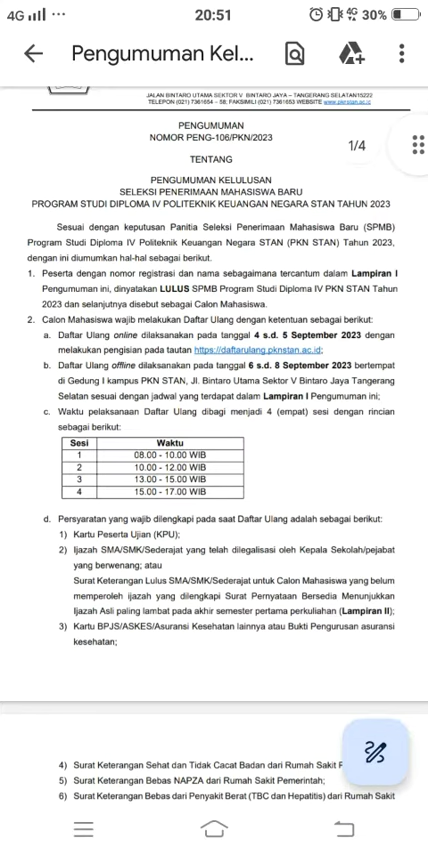 4G
20:51
4G 30%
Pengumuman Kel...
JALAN BINTARO UTAMA SEKTOR V BINTARO JAYA – TANGERANG SELATAN15222
TELEPON (021) 7361654 – 58; FAKSIMILI (021) 7361653 WEBSITE www.pknstan.ac.id
PENGUMUMAN
NOMOR PENG-106/PKN/2023
1/4
TENTANG
PENGUMUMAN KELULUSAN
SELEKSI PENERIMAAN MAHASISWA BARU
PROGRAM STUDI DIPLOMA IV POLITEKNIK KEUANGAN NEGARA STAN TAHUN 2023
Sesuai dengan keputusan Panitia Seleksi Penerimaan Mahasiswa Baru (SPMB)
Program Studi Diploma IV Politeknik Keuangan Negara STAN (PKN STAN) Tahun 2023,
dengan ini diumumkan hal-hal sebagai berikut.
1. Peserta dengan nomor registrasi dan nama sebagaimana tercantum dalam Lampiran I
Pengumuman ini, dinyatakan LULUS SPMB Program Studi Diploma IV PKN STAN Tahun
2023 dan selanjutnya disebut sebagai Calon Mahasiswa.
2. Calon Mahasiswa wajib melakukan Daftar Ulang dengan ketentuan sebagai berikut:
a. Daftar Ulang online dilaksanakan pada tanggal 4 s.d. 5 September 2023 dengan
melakukan pengisian pada tautan https://daftarulang.pknstan.ac.id;
b. Daftar Ulang offline dilaksanakan pada tanggal 6 s.d. 8 September 2023 bertempat
di Gedung I kampus PKN STAN, Jl. Bintaro Utama Sektor V Bintaro Jaya Tangerang
Selatan sesuai dengan jadwal yang terdapat dalam Lampiran I Pengumuman ini;
c. Waktu pelaksanaan Daftar Ulang dibagi menjadi 4 (empat) sesi dengan rincian
sebagai berikut:
Sesi Waktu
1 08.00 - 10.00 WIB
2 10.00 - 12.00 WIB
3 13.00 - 15.00 WIB
4 15.00 - 17.00 WIB
d. Persyaratan yang wajib dilengkapi pada saat Daftar Ulang adalah sebagai berikut:
1) Kartu Peserta Ujian (KPU);
2) Ijazah SMA/SMK/Sederajat yang telah dilegalisasi oleh Kepala Sekolah/pejabat
yang berwenang; atau
Surat Keterangan Lulus SMA/SMK/Sederajat untuk Calon Mahasiswa yang belum
memperoleh ijazah yang dilengkapi Surat Pernyataan Bersedia Menunjukkan
Ijazah Asli paling lambat pada akhir semester pertama perkuliahan (Lampiran II);
3) Kartu BPJS/ASKES/Asuransi Kesehatan lainnya atau Bukti Pengurusan asuransi
kesehatan;
4) Surat Keterangan Sehat dan Tidak Cacat Badan dari Rumah Sakit
5) Surat Keterangan Bebas NAPZA dari Rumah Sakit Pemerintah;
6) Surat Keterangan Bebas dari Penyakit Berat (TBC dan Hepatitis) dari Rumah Sakit